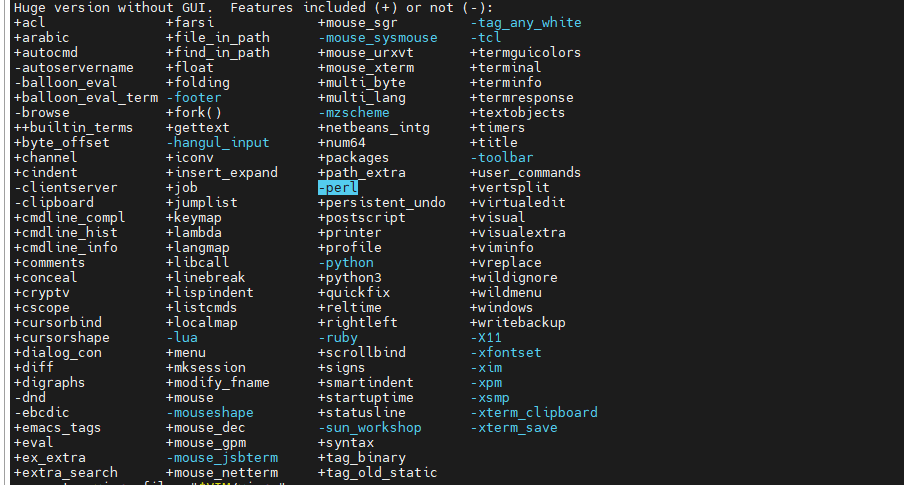 Huge version without GUI.  Features included (+) or not (-):
+acl +farsi +mouse_sgr -tag_any_white
+arabic +file_in_path -mouse_sysmouse -tcl
+autocmd +find_in_path +mouse_urxvt +termguicolors
-autoservername +float +mouse_xterm +terminal
-balloon_eval +folding +multi_byte +terminfo
+balloon_eval_term -footer +multi_lang +termresponse
-browse +fork() -mzscheme +textobjects
++builtin_terms +gettext +netbeans_intg +timers
+byte_offset -hangul_input +num64 +title
+channel +iconv +packages -toolbar
+cindent +insert_expand +path_extra +user_commands
-clientserver +job -perl +vertsplit
-clipboard +jumplist +persistent_undo +virtualedit
+cmdline_compl +keymap +postscript +visual
+cmdline_hist +lambda +printer +visualextra
+cmdline_info +langmap +profile +viminfo
+comments +libcall -python +vreplace
+conceal +linebreak +python3 +wildignore
+cryptv +lispindent +quickfix +wildmenu
+cscope +listcmds +reltime +windows
+cursorbind +localmap +rightleft +writebackup
+cursorshape -lua -ruby -X11
+dialog_con +menu +scrollbind -xfontset
+diff +mksession +signs -xim
+digraphs +modify_fname +smartindent -xpm
-dnd +mouse +startuptime -xsmp
-ebcdic -mouseshape +statusline -xterm_clipboard
+emacs_tags +mouse_dec -sun_workshop -xterm_save
+eval +mouse_gpm +syntax
+ex_extra -mouse_jsbterm +tag_binary
+extra_search +mouse_netterm +tag_old_static